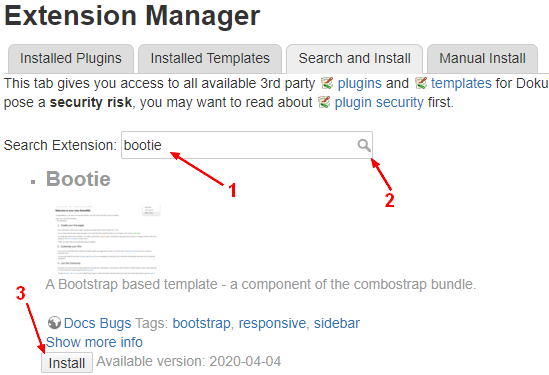 Extension Manager
Installed Plugins Installed Templates Search and Install Manual Install
This tab gives you access to all available 3rd party plugins and templates for Doku
pose a security risk, you may want to read about plugin security first.
Search Extension: bootie
1
2
Bootie
A Bootstrap based template - a component of the combostrap bundle.
3
Docs Bugs Tags: bootstrap, responsive, sidebar
Show more info
Install Available version: 2020-04-04